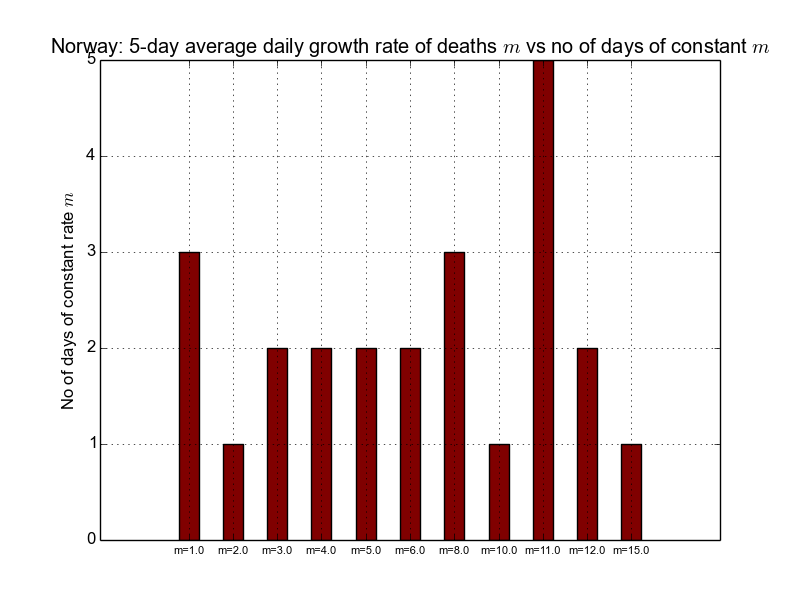 Norway: 5-day average daily growth rate of deaths m vs no of days of constant m
No of days of constant rate m
5
4
3
2
1
0
m=1.0 m=2.0 m=3.0 m=4.0 m=5.0 m=6.0 m=8.0 m=10.0 m=11.0 m=12.0 m=15.0